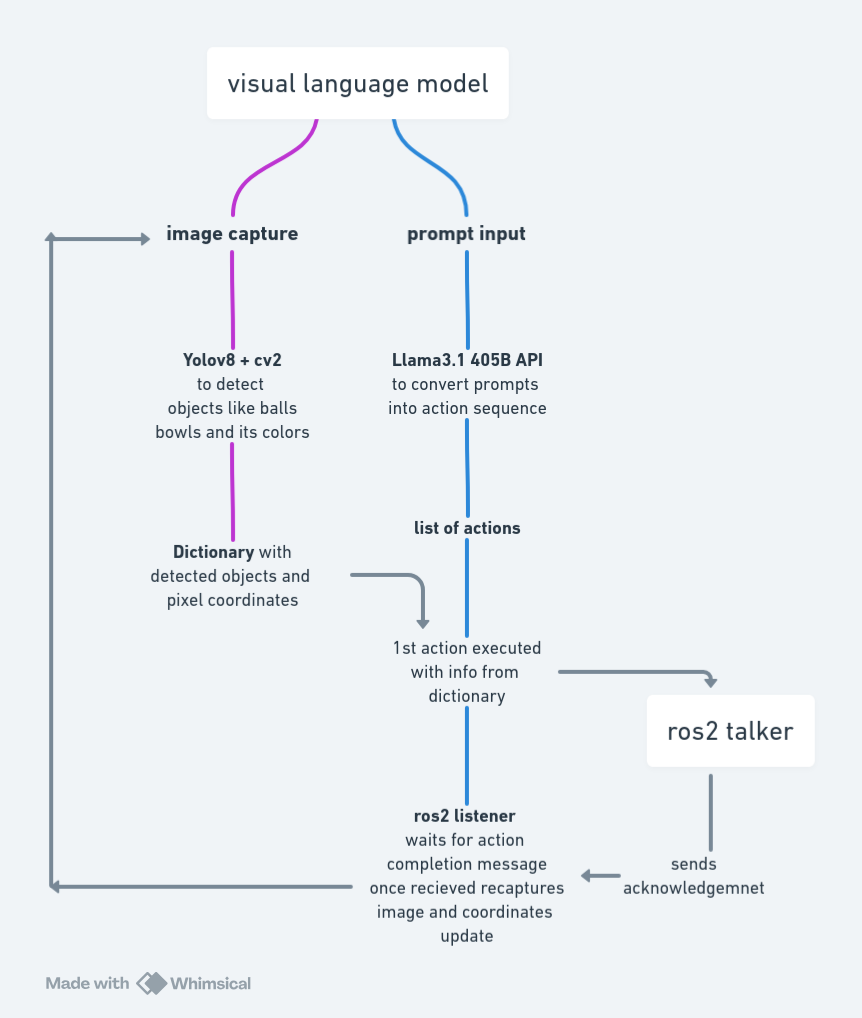 visual language model
image capture
prompt input
Yolov8 + cv2
to detect
objects like balls
bowls and its colors
Llama3.1 405B API
to convert prompts
into action sequence
list of actions
Dictionary with
detected objects and
pixel coordinates
1st action executed
with info from
dictionary
ros2 talker
ros2 listener
waits for action
completion message
once recieved recaptures
image and coordinates
update
sends
acknowledgemnet
Made with Whimsical